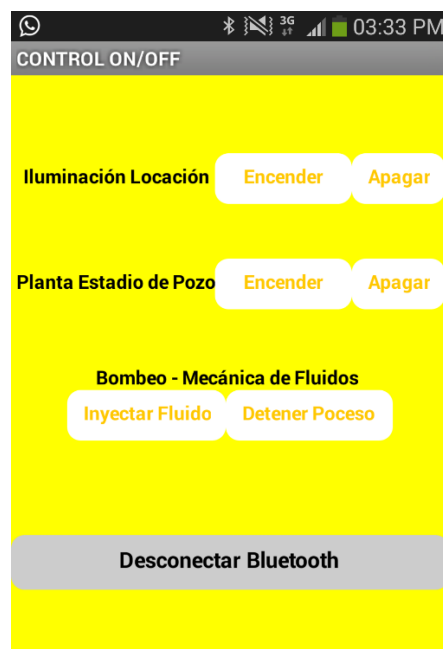 3G 03:33 PM
CONTROL ON/OFF
Iluminación Locación Encender Apagar
Planta Estadio de Pozo Encender Apagar
Bombeo - Mecánica de Fluidos
Inyectar Fluido Detener Poceso
Desconectar Bluetooth